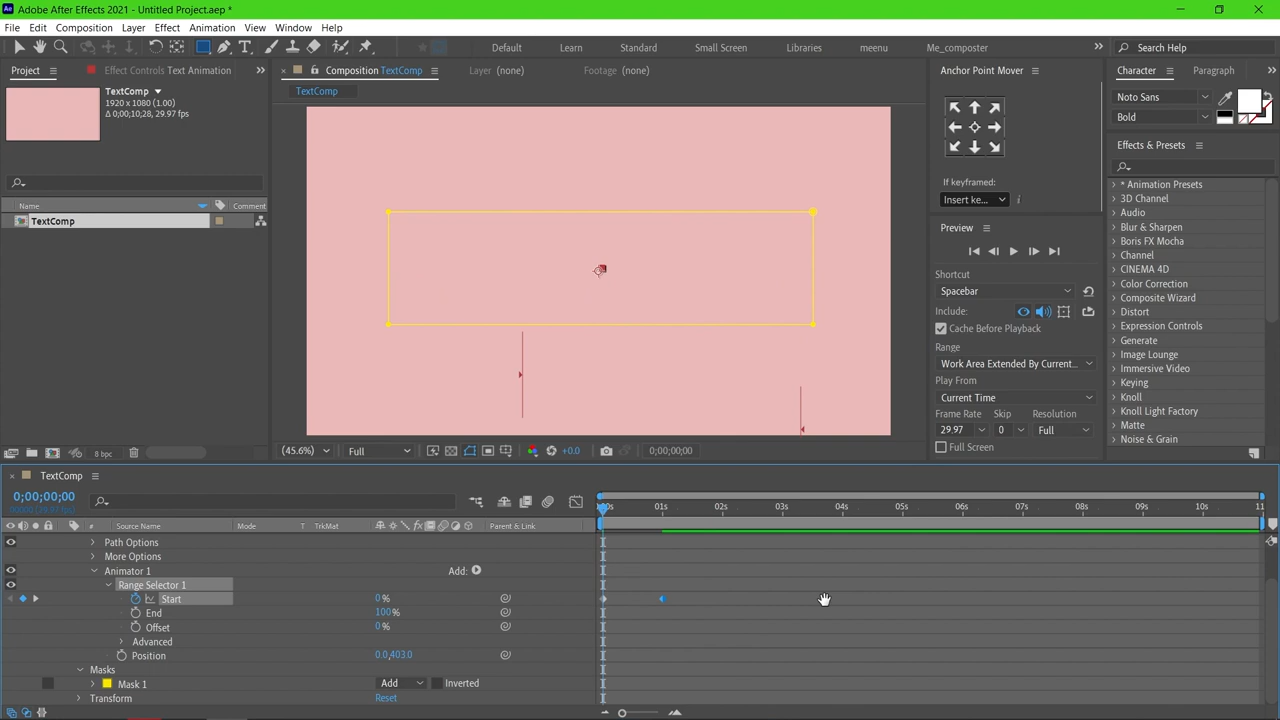 Adobe After Effects 2021 - Untitled Project.aep *
File Edit Composition Layer Effect Animation View Window Help
Default Learn Standard Small Screen Libraries meenu Me_composter Search Help
Project Effect Controls Text Animation
Composition TextComp Layer (none) Footage (none)
Anchor Point Mover
Character Paragraph
TextComp
1920 x 1080 (1.00)
Δ 0;00;10;28, 29.97 fps
TextComp
Noto Sans
Bold
Effects & Presets
If keyframed:
Insert ke...
Preview
Shortcut
Spacebar
Include:
Cache Before Playback
Range
Work Area Extended By Current...
Play From
Current Time
Frame Rate Skip Resolution
29.97 0 Full
Full Screen
* Animation Presets
3D Channel
Audio
Blur & Sharpen
Boris FX Mocha
Channel
CINEMA 4D
Color Correction
Composite Wizard
Distort
Expression Controls
Generate
Image Lounge
Immersive Video
Keying
Knoll
Knoll Light Factory
Matte
Noise & Grain
Name Comment
TextComp
8 bpc
(45.6%) Full +0.0 0;00;00;00
TextComp
0;00;00;00
00000 (29.97 fps)
# Source Name Mode T TrkMat Parent & Link
:00s 01s 02s 03s 04s 05s 06s 07s 08s 09s 10s 11
Path Options
More Options
Animator 1 Add:
Range Selector 1
Start 0%
End 100%
Offset 0%
Advanced
Position 0.0,403.0
Masks
Mask 1 Add Inverted
Transform Reset